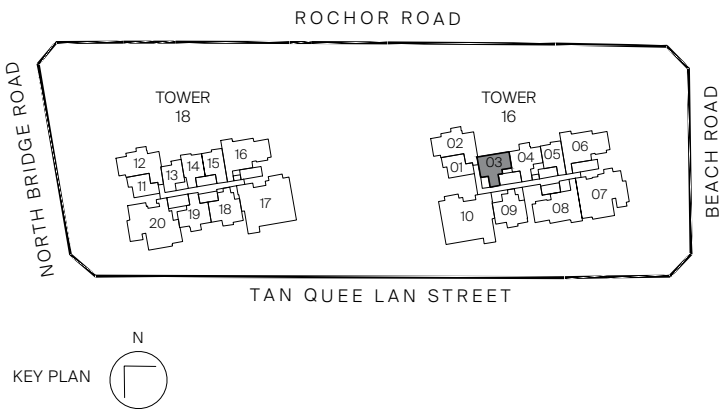 ROCHOR ROAD
NORTH BRIDGE ROAD
BEACH ROAD
TOWER
18
TOWER
16
12
11
13
14
15
16
20
19
18
17
02
01
03
04
05
06
10
09
08
07
TAN QUEE LAN STREET
N
KEY PLAN